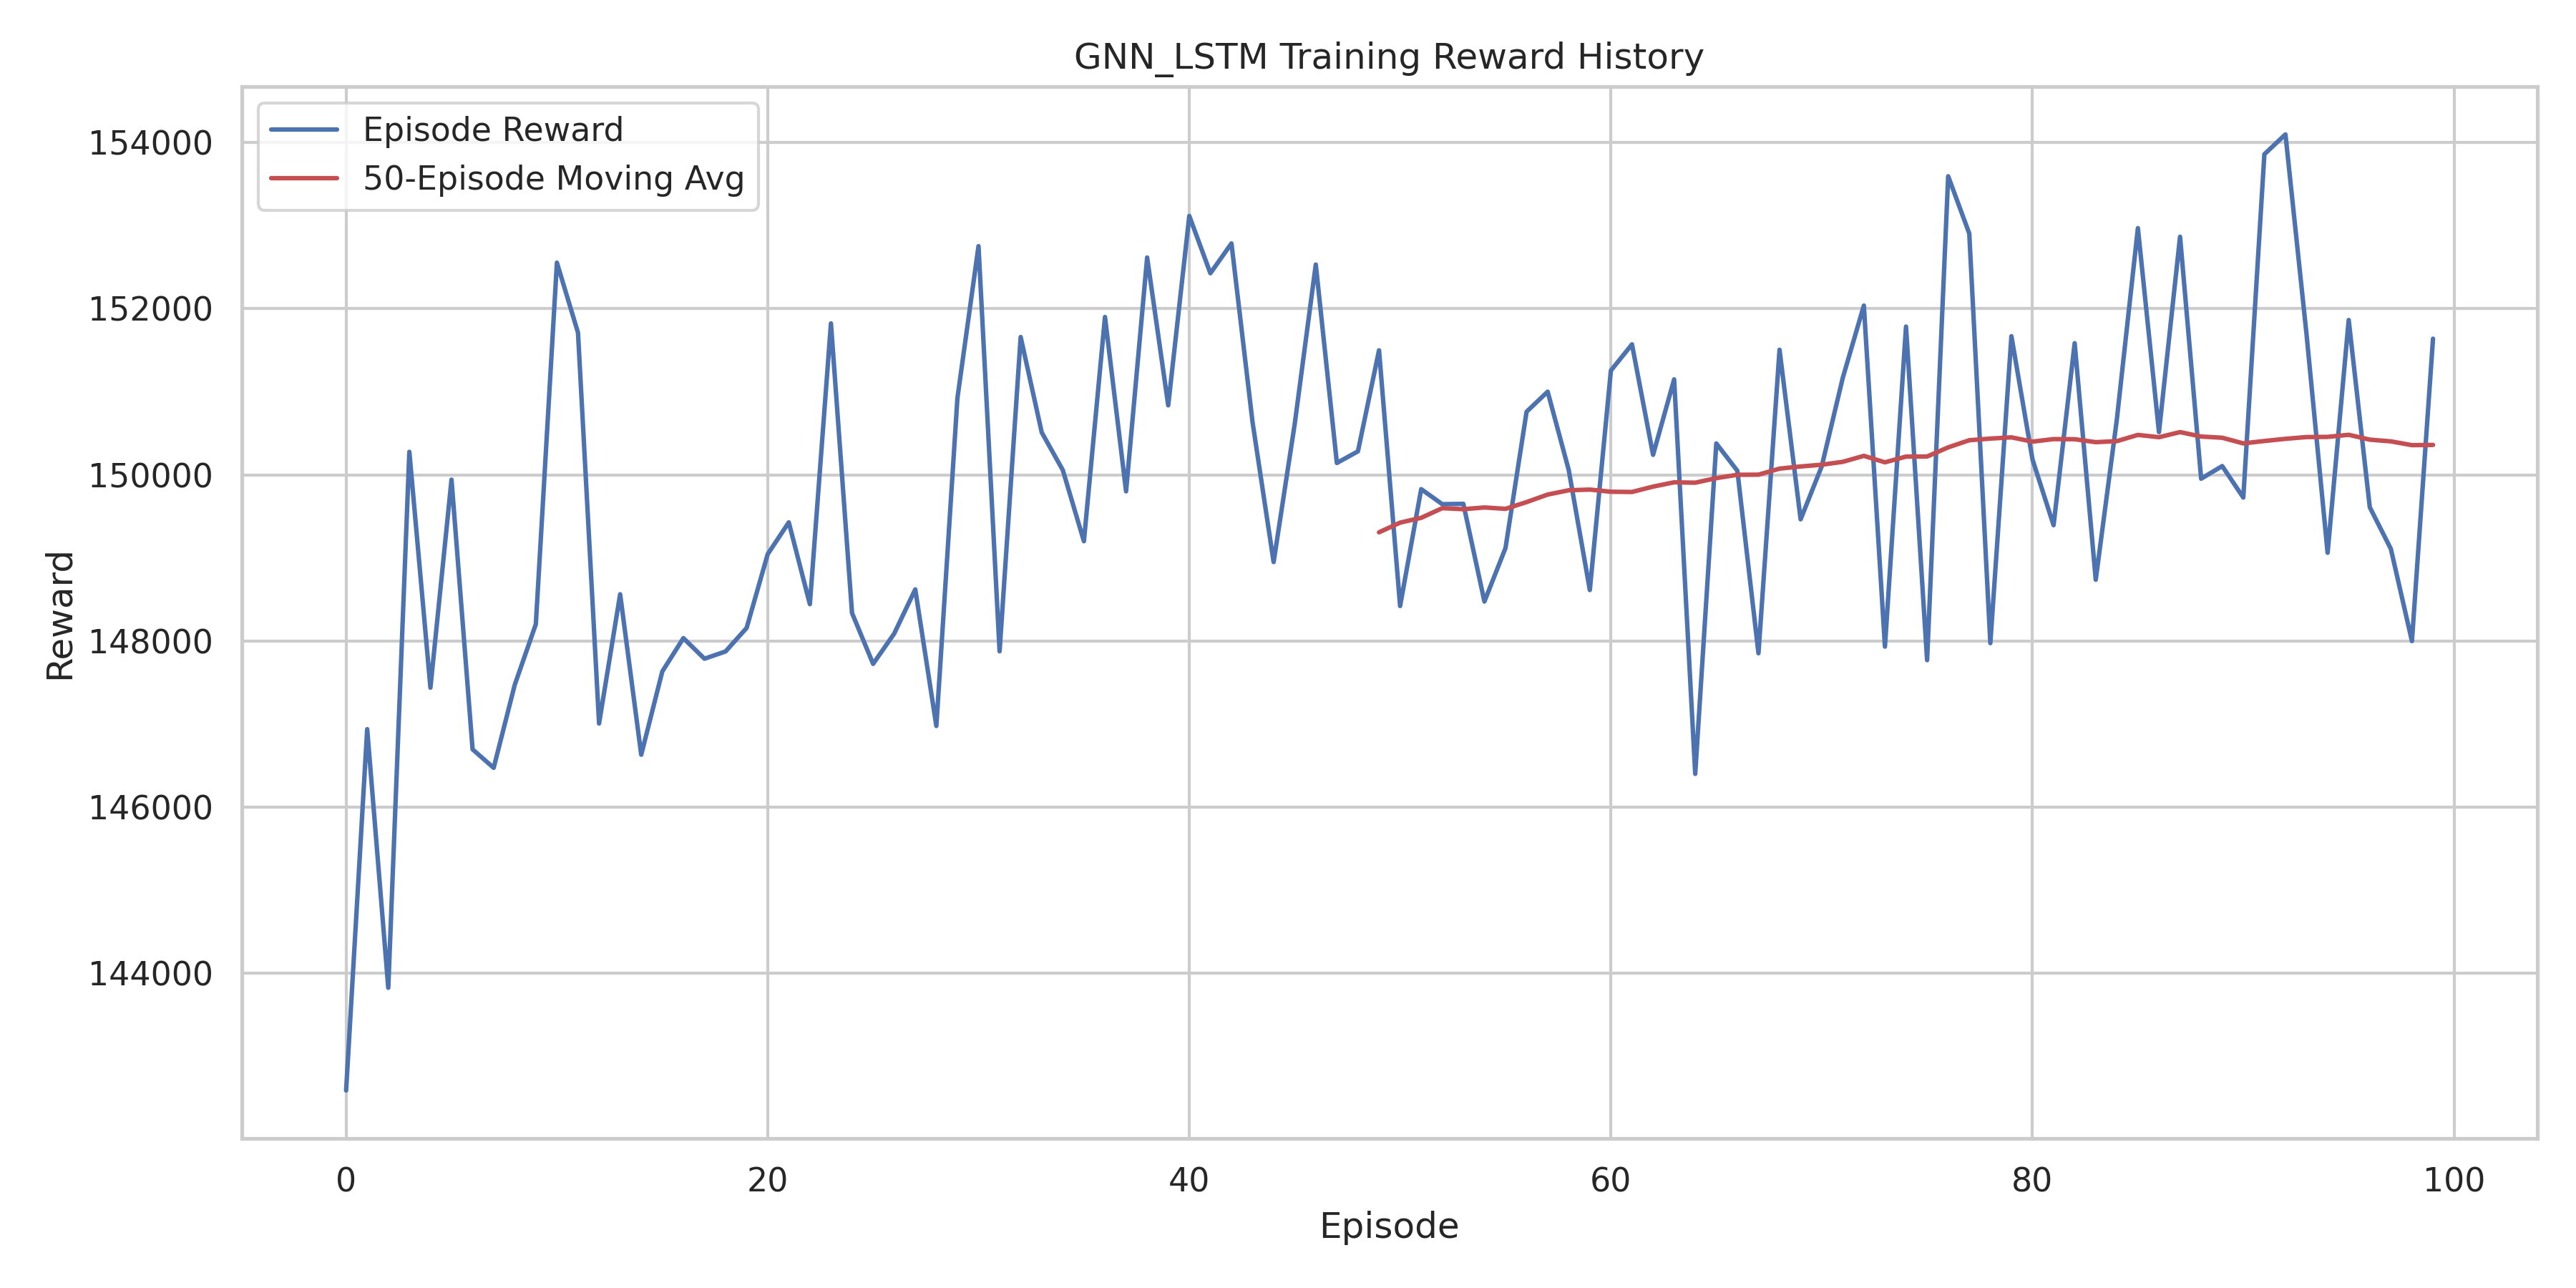 GNN_LSTM Training Reward History
Episode Reward
50-Episode Moving Avg
154000
152000
150000
148000
146000
144000
Reward
0 20 40 60 80 100
Episode